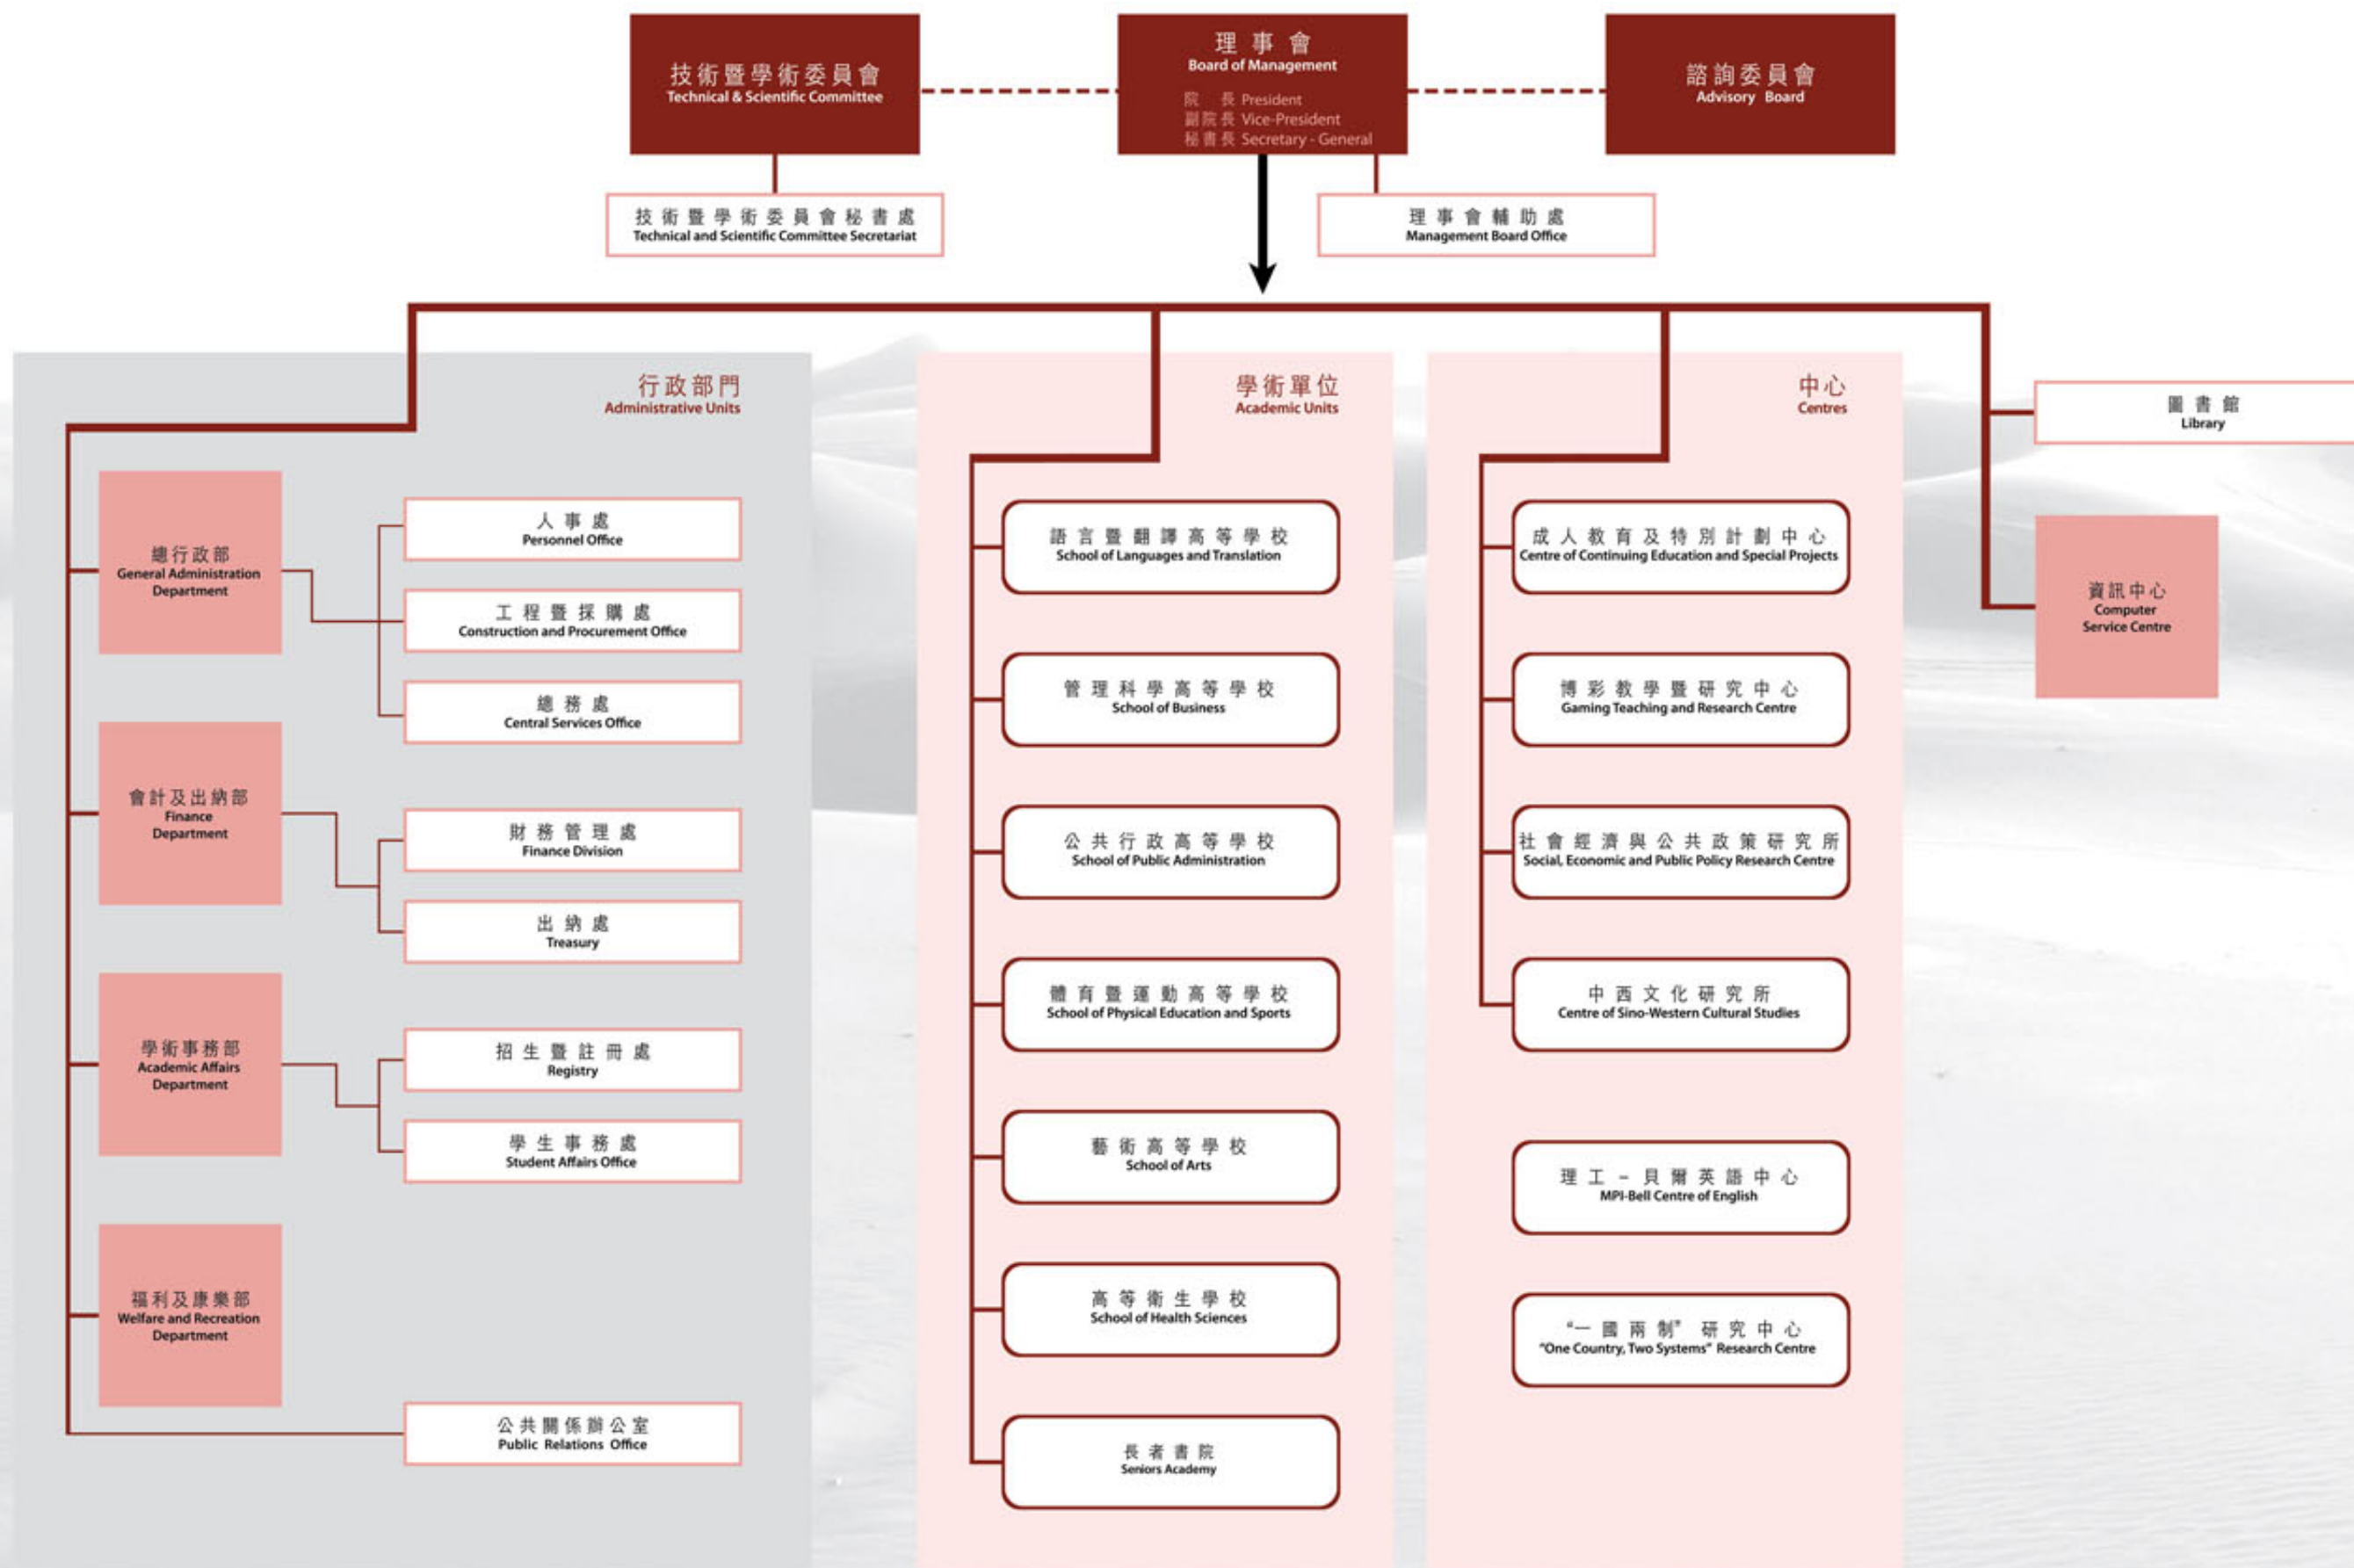 技術暨學術委員會
Technical & Scientific Committee
理事會
Board of Management
院 長 President
副院長 Vice-President
秘書長 Secretary - General
諮詢委員會
Advisory Board
技術暨學術委員會秘書處
Technical and Scientific Committee Secretariat
理事會輔助處
Management Board Office
行政部門
Administrative Units
總行政部
General Administration
Department
人事處
Personnel Office
工程暨採購處
Construction and Procurement Office
總務處
Central Services Office
會計及出納部
Finance
Department
財務管理處
Finance Division
出納處
Treasury
學術事務部
Academic Affairs
Department
招生暨註冊處
Registry
學生事務處
Student Affairs Office
福利及康樂部
Welfare and Recreation
Department
公共關係辦公室
Public Relations Office
學術單位
Academic Units
語言暨翻譯高等學校
School of Languages and Translation
管理科學高等學校
School of Business
公共行政高等學校
School of Public Administration
體育暨運動高等學校
School of Physical Education and Sports
藝術高等學校
School of Arts
高等衛生學校
School of Health Sciences
長者書院
Seniors Academy
中心
Centres
成人教育及特別計劃中心
Centre of Continuing Education and Special Projects
博彩教學暨研究中心
Gaming Teaching and Research Centre
社會經濟與公共政策研究所
Social, Economic and Public Policy Research Centre
中西文化研究所
Centre of Sino-Western Cultural Studies
理工–貝爾英語中心
MPI-Bell Centre of English
“一國兩制”研究中心
“One Country, Two Systems” Research Centre
圖書館
Library
資訊中心
Computer
Service Centre